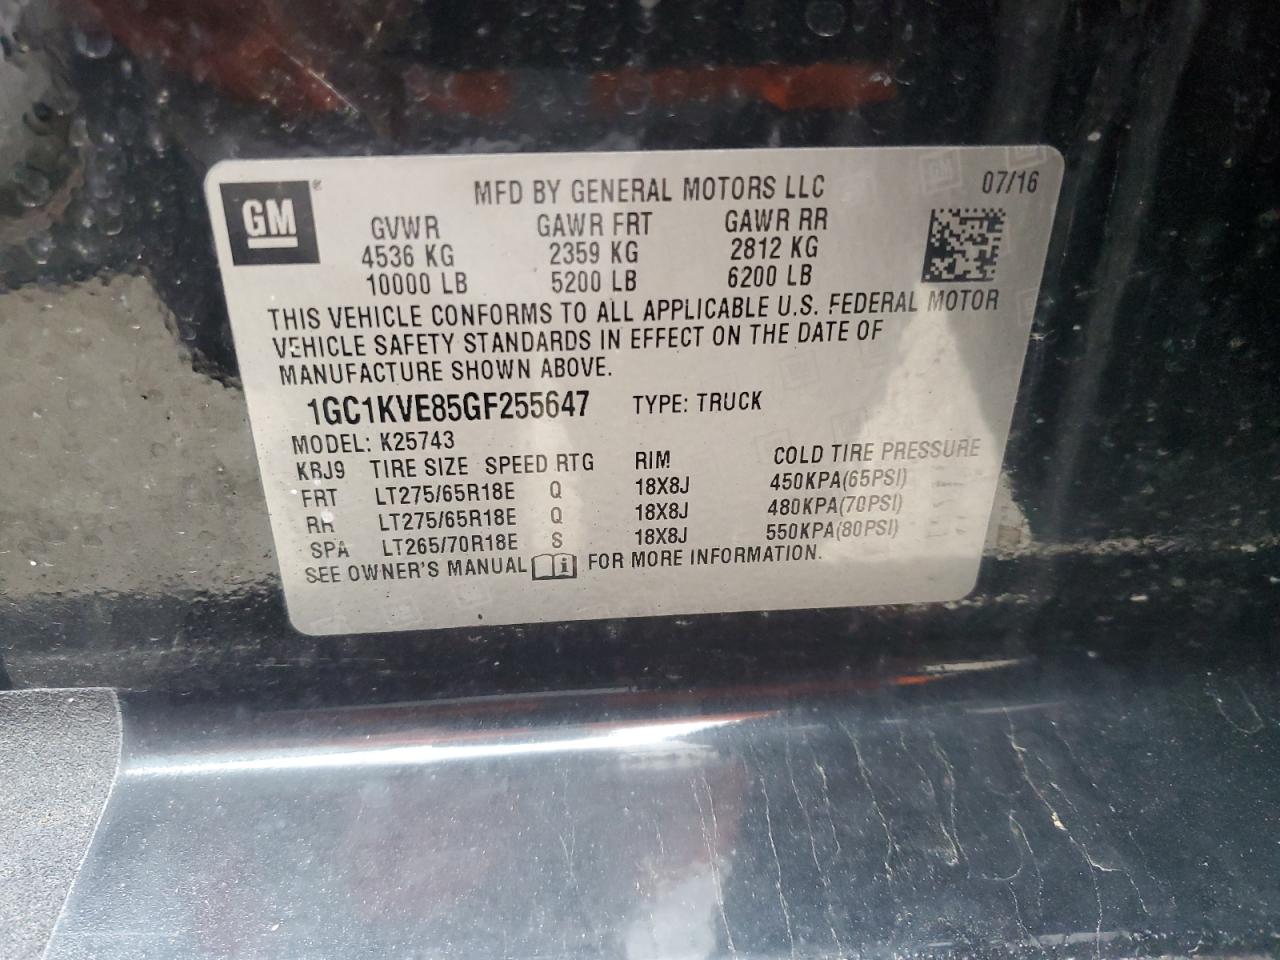 GM ®
MFD BY GENERAL MOTORS LLC 07/16
GVWR GAWR FRT GAWR RR
4536 KG 2359 KG 2812 KG
10000 LB 5200 LB 6200 LB
THIS VEHICLE CONFORMS TO ALL APPLICABLE U.S. FEDERAL MOTOR
VEHICLE SAFETY STANDARDS IN EFFECT ON THE DATE OF
MANUFACTURE SHOWN ABOVE.
1GC1KVE85GF255647 TYPE: TRUCK
MODEL: K25743
KBJ9 TIRE SIZE SPEED RTG RIM COLD TIRE PRESSURE
FRT LT275/65R18E Q 18X8J 450KPA(65PSI)
RR LT275/65R18E Q 18X8J 480KPA(70PSI)
SPA LT265/70R18E S 18X8J 550KPA(80PSI)
SEE OWNER'S MANUAL i FOR MORE INFORMATION.